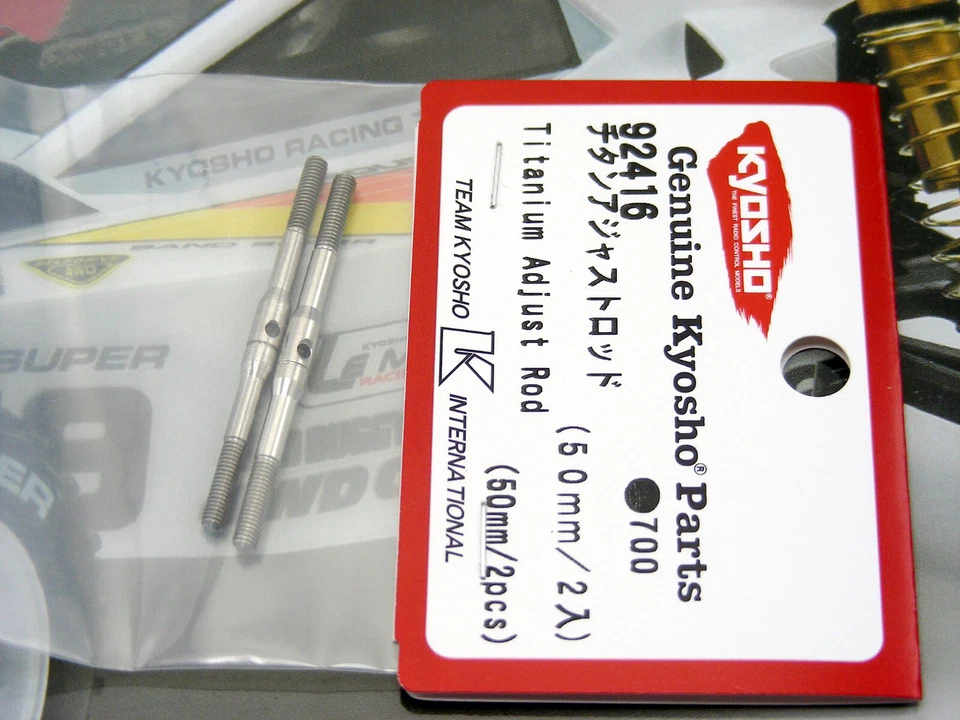 KYOSHO
THE FINEST RADIO CONTROL MODELS
Genuine Kyosho® Parts
92416
●700
チタンアジャストロッド
(50mm/2入)
Titanium Adjust Rod
(50mm/2pcs)
TEAM KYOSHO K INTERNATIONAL
KYOSHO RACING
SUPER